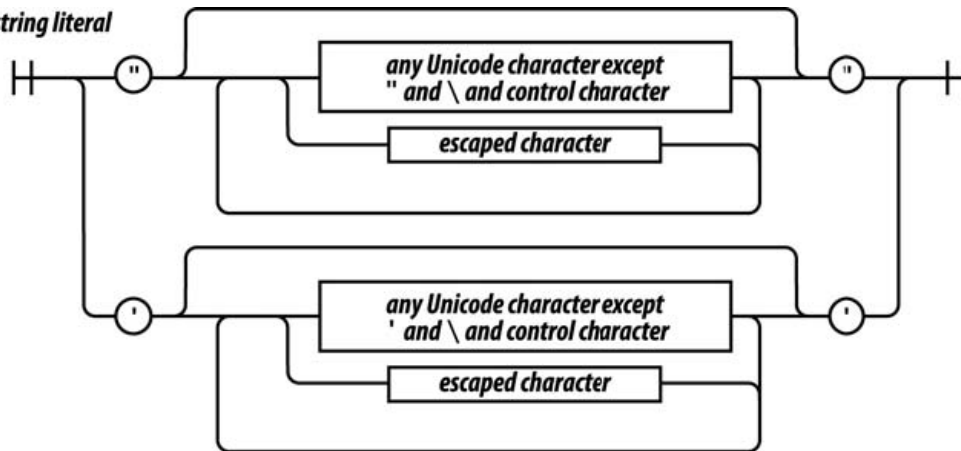 string literal
" any Unicode character except "
" and \ and control character
escaped character
' any Unicode character except '
' and \ and control character
escaped character